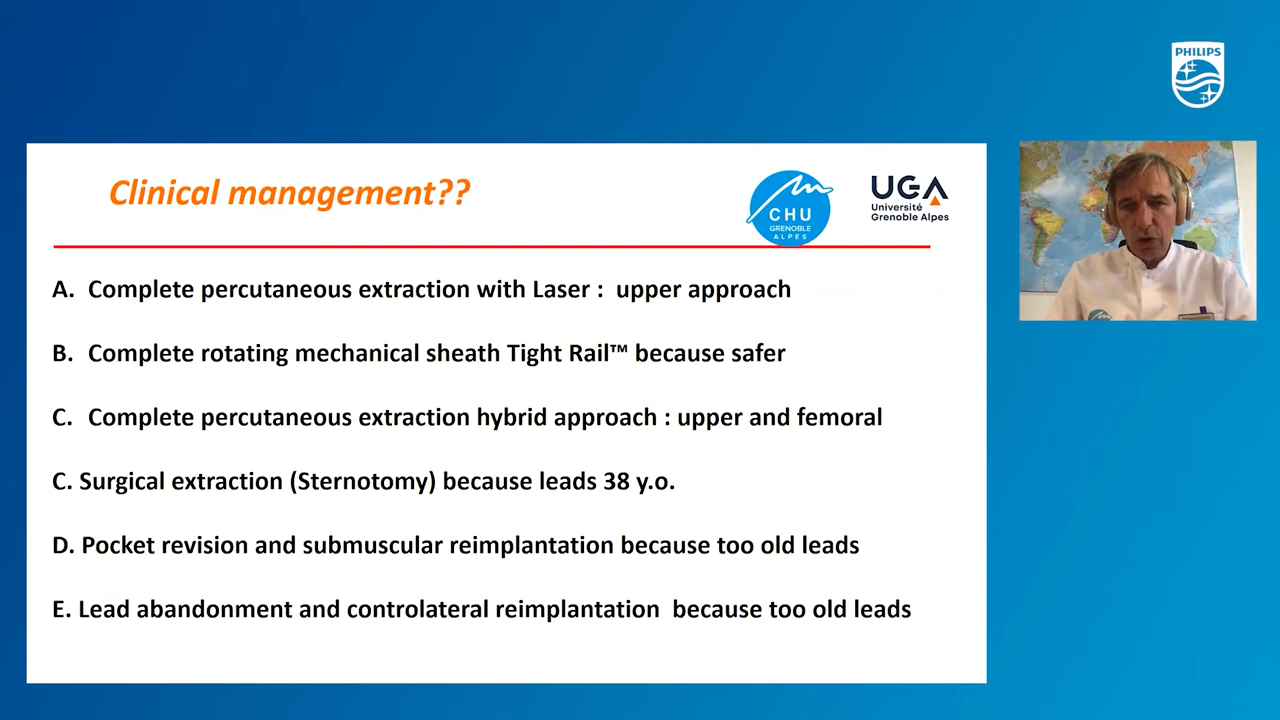 PHILIPS
Clinical management??
CHU
GRENOBLE
ALPES
UGA
Université
Grenoble Alpes
A. Complete percutaneous extraction with Laser : upper approach
B. Complete rotating mechanical sheath Tight Rail™ because safer
C. Complete percutaneous extraction hybrid approach : upper and femoral
C. Surgical extraction (Sternotomy) because leads 38 y.o.
D. Pocket revision and submuscular reimplantation because too old leads
E. Lead abandonment and controlateral reimplantation because too old leads